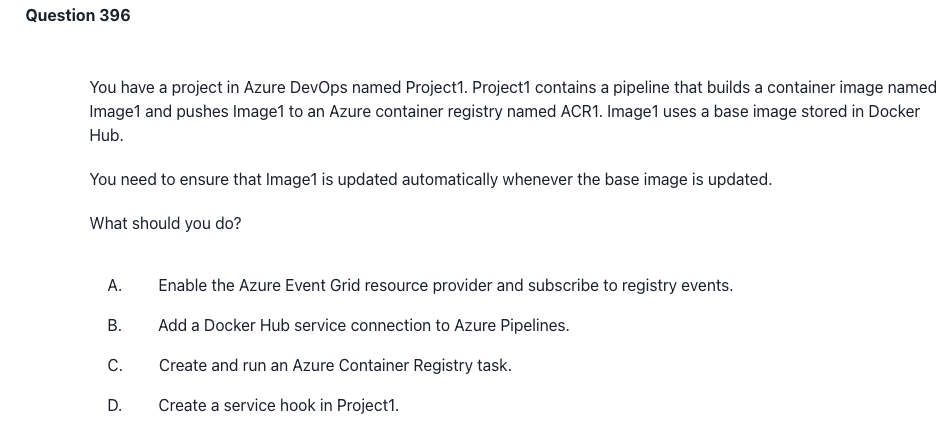 Question 396
You have a project in Azure DevOps named Project1. Project1 contains a pipeline that builds a container image named
Image1 and pushes Image1 to an Azure container registry named ACR1. Image1 uses a base image stored in Docker
Hub.
You need to ensure that Image1 is updated automatically whenever the base image is updated.
What should you do?
A. Enable the Azure Event Grid resource provider and subscribe to registry events.
B. Add a Docker Hub service connection to Azure Pipelines.
C. Create and run an Azure Container Registry task.
D. Create a service hook in Project1.